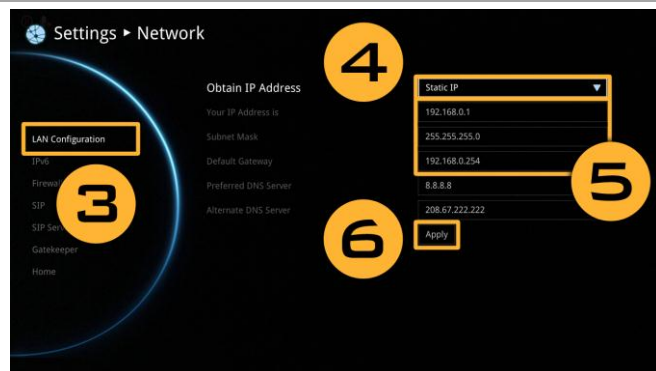 Settings ▸ Network
4
Obtain IP Address
Static IP
Your IP Address is
192.168.0.1
LAN Configuration
Subnet Mask
255.255.255.0
IPv6
Default Gateway
192.168.0.254
Firewall
3
Preferred DNS Server
8.8.8.8
5
SIP
Alternate DNS Server
208.67.222.222
SIP
6
Apply
Gatekeeper
Home